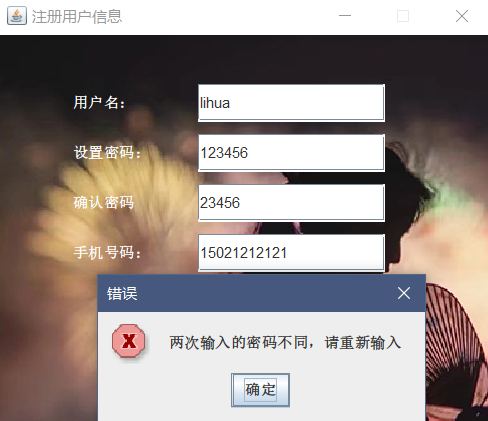 注册用户信息
用户名：
lihua
设置密码：
123456
确认密码
23456
手机号码：
15021212121
错误
两次输入的密码不同，请重新输入
确定